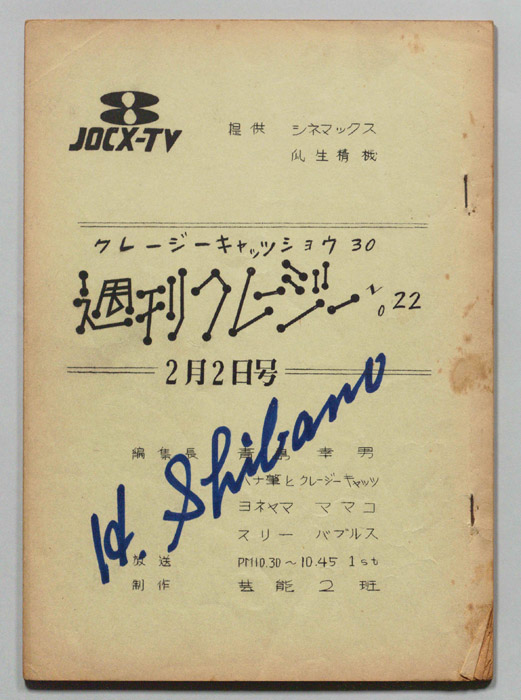 JOCX-TV
提供 シネマックス
瓜生精機
クレージーキャッツショウ 30
週刊クレージー No 22
2月2日号
編集長 青島幸男
ハナ肇とクレージーキャッツ
ヨネヤマ ママコ
スリー バブルス
放送 PM10.30〜10.45 1st
制作 芸能2班
H. Shibano